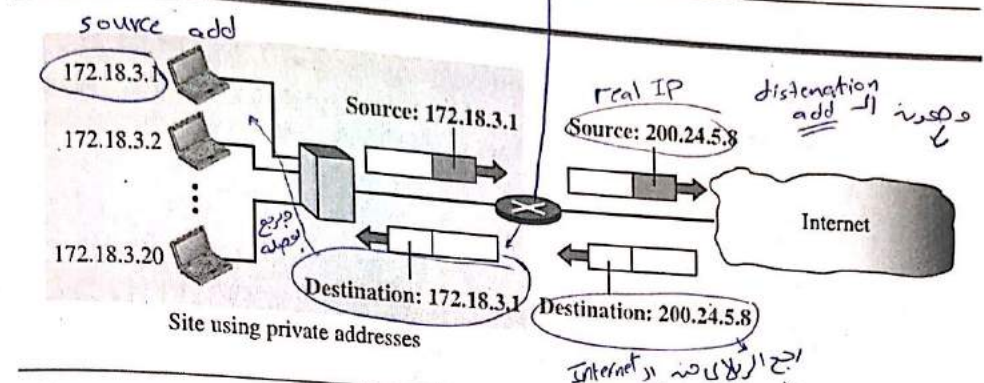 source add
172.18.3.1
172.18.3.2
172.18.3.20
Source: 172.18.3.1
real IP
Source: 200.24.5.8
distenation
add الـ
Internet
Destination: 172.18.3.1
Destination: 200.24.5.8
Site using private addresses
Internet الـ